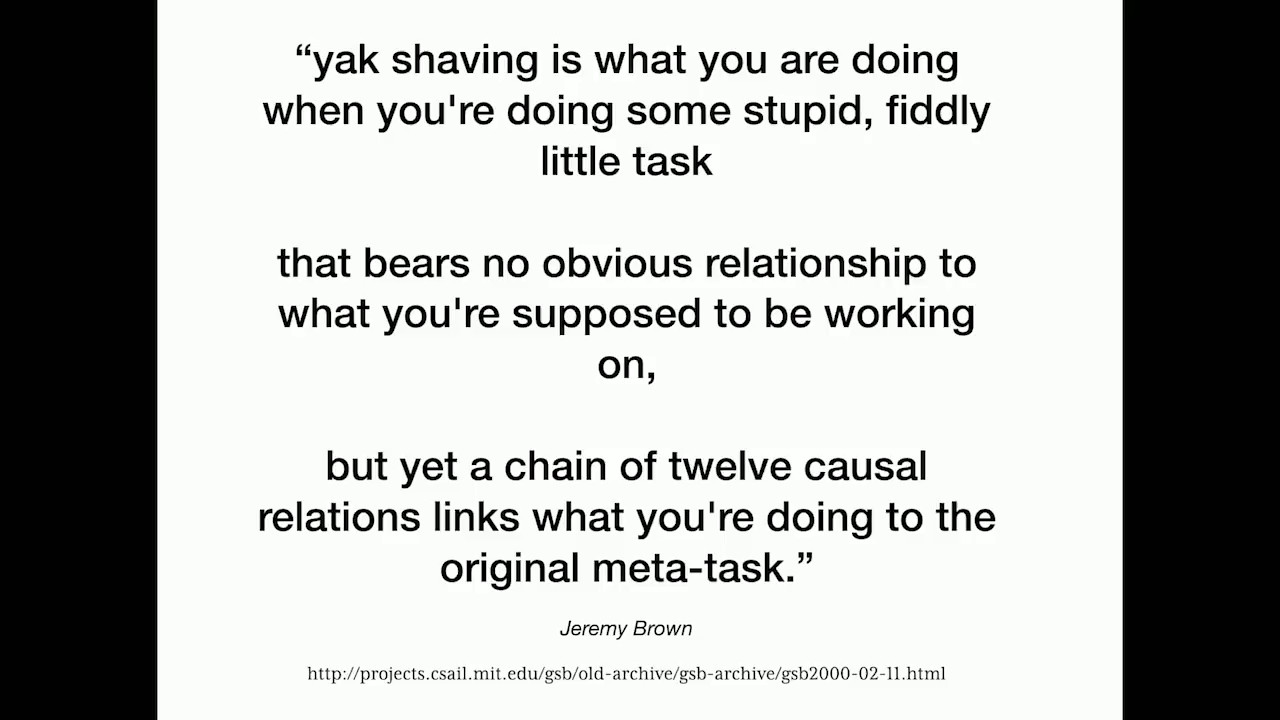 “yak shaving is what you are doing
when you're doing some stupid, fiddly
little task
that bears no obvious relationship to
what you're supposed to be working
on,
but yet a chain of twelve causal
relations links what you're doing to the
original meta-task.”
Jeremy Brown
http://projects.csail.mit.edu/gsb/old-archive/gsb-archive/gsb2000-02-11.html